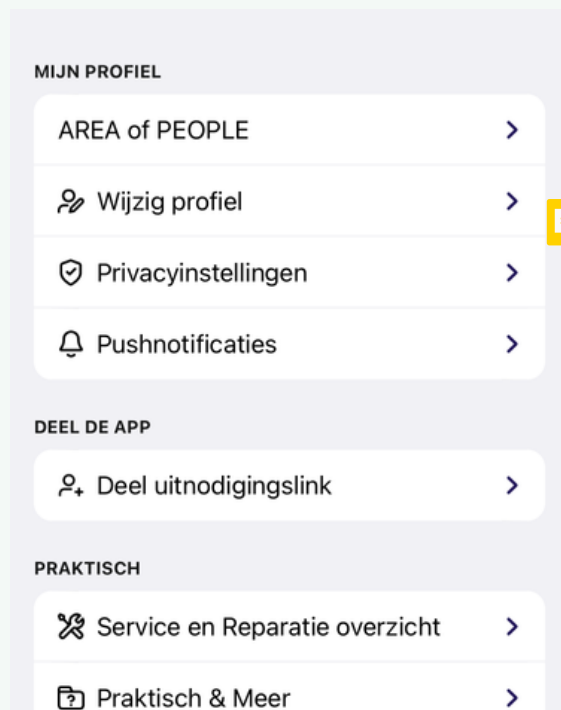 MIJN PROFIEL
AREA of PEOPLE
Wijzig profiel
Privacyinstellingen
Pushnotificaties
DEEL DE APP
Deel uitnodigingslink
PRAKTISCH
Service en Reparatie overzicht
Praktisch & Meer